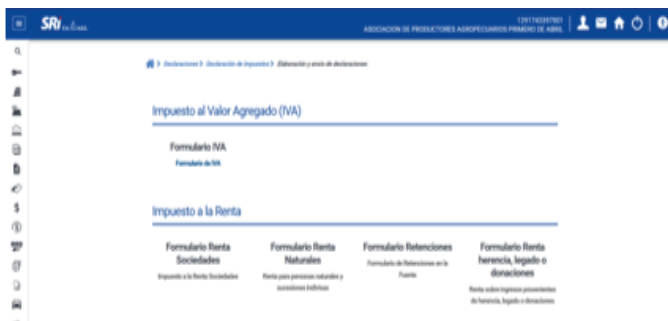 SRi en Línea
ASOCIACION DE PRODUCTORES AGROPECUARIOS PRIMERO DE ABRIL
> Declaraciones > Declaración de impuestos > Elaboración y envío de declaraciones
Impuesto al Valor Agregado (IVA)
Formulario IVA
Formulario de IVA
Impuesto a la Renta
Formulario Renta Sociedades
Impuesto a la Renta Sociedades
Formulario Renta Naturales
Renta para personas naturales y
sucesiones indivisas
Formulario Retenciones
Formulario de Retenciones en la
Fuente
Formulario Renta
herencia, legado o
donaciones
Renta sobre ingresos provenientes
de herencia, legado o donaciones